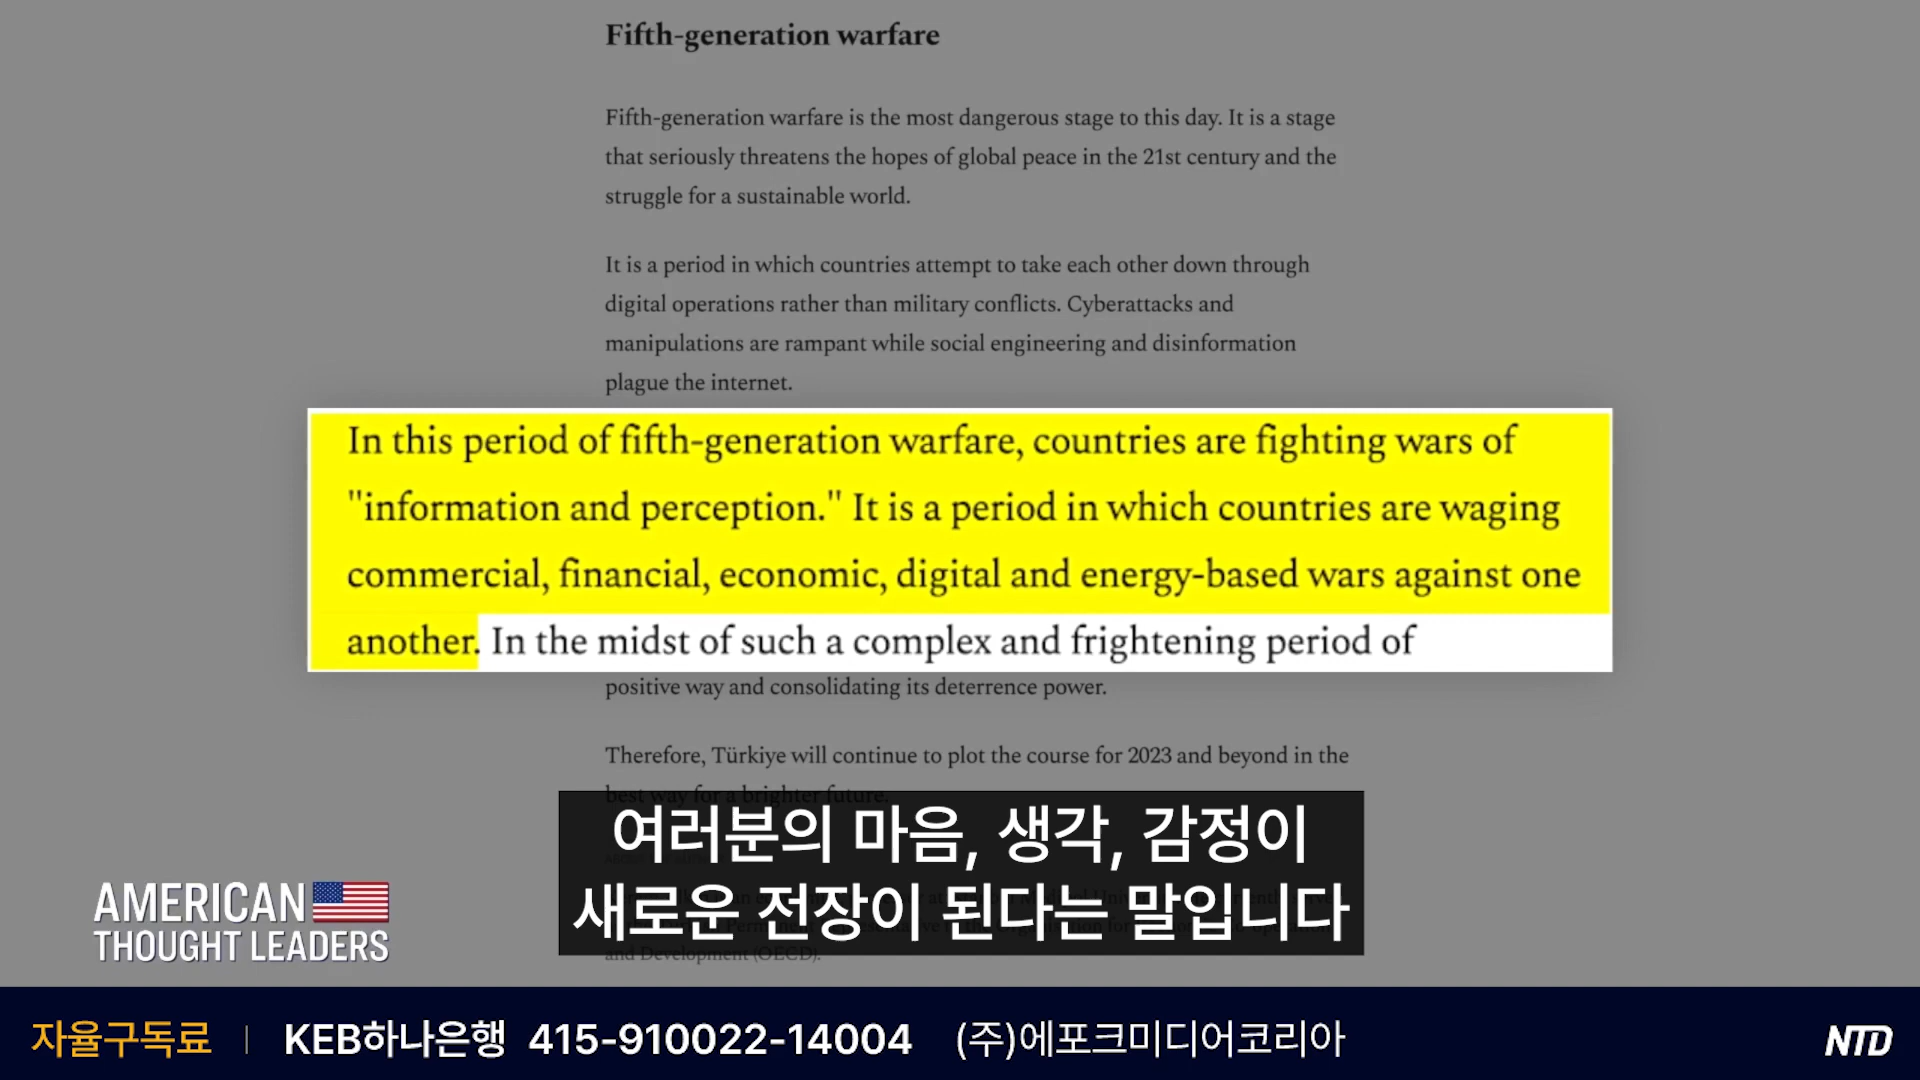 Fifth-generation warfare
Fifth-generation warfare is the most dangerous stage to this day. It is a stage
that seriously threatens the hopes of global peace in the 21st century and the
struggle for a sustainable world.
It is a period in which countries attempt to take each other down through
digital operations rather than military conflicts. Cyberattacks and
manipulations are rampant while social engineering and disinformation
plague the internet.
In this period of fifth-generation warfare, countries are fighting wars of
"information and perception." It is a period in which countries are waging
commercial, financial, economic, digital and energy-based wars against one
another. In the midst of such a complex and frightening period of
positive way and consolidating its deterrence power.
Therefore, Türkiye will continue to plot the course for 2023 and beyond in the
best way for a brighter future.
여러분의 마음, 생각, 감정이
새로운 전장이 된다는 말입니다
and Development (OECD).
AMERICAN
THOUGHT LEADERS
자율구독료 | KEB하나은행 415-910022-14004 (주)에포크미디어코리아
NTD